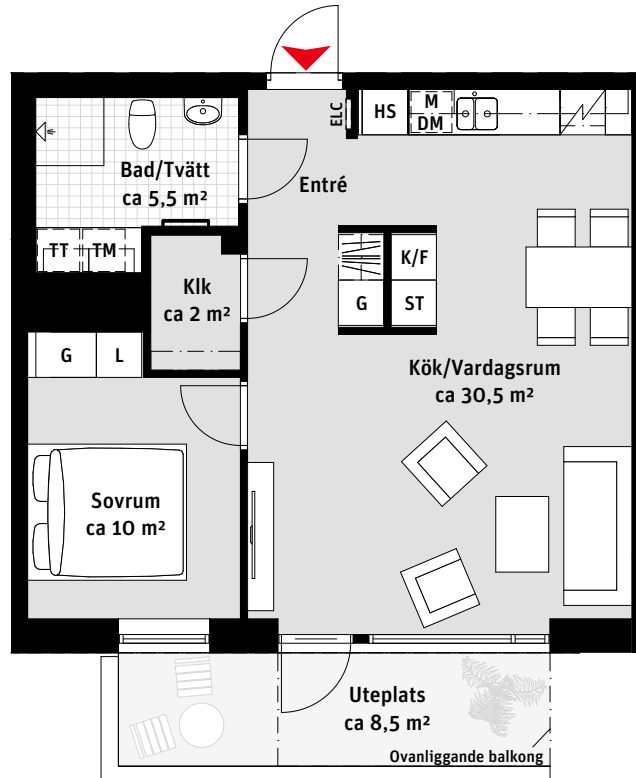 ELC
HS
M
DM
Bad/Tvätt
ca 5,5 m²
Entré
TT
TM
Klk
ca 2 m²
K/F
G
ST
G
L
Kök/Vardagsrum
ca 30,5 m²
Sovrum
ca 10 m²
Uteplats
ca 8,5 m²
Ovanliggande balkong